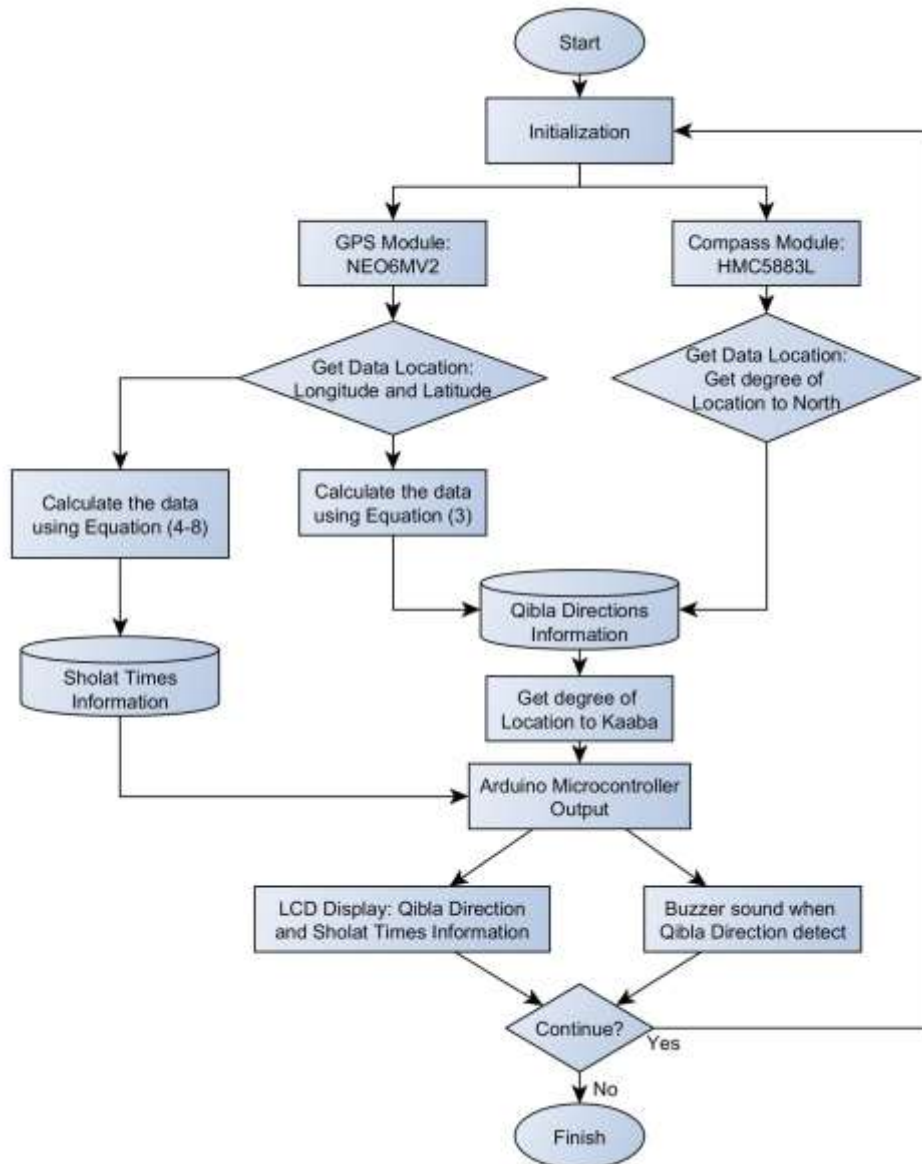 Start
Initialization
GPS Module:
NEO6MV2
Compass Module:
HMC5883L
Get Data Location:
Longitude and Latitude
Get Data Location:
Get degree of
Location to North
Calculate the data
using Equation (4-8)
Calculate the data
using Equation (3)
Qibla Directions
Information
Sholat Times
Information
Get degree of
Location to Kaaba
Arduino Microcontroller
Output
LCD Display: Qibla Direction
and Sholat Times Information
Buzzer sound when
Qibla Direction detect
Continue?
Yes
No
Finish